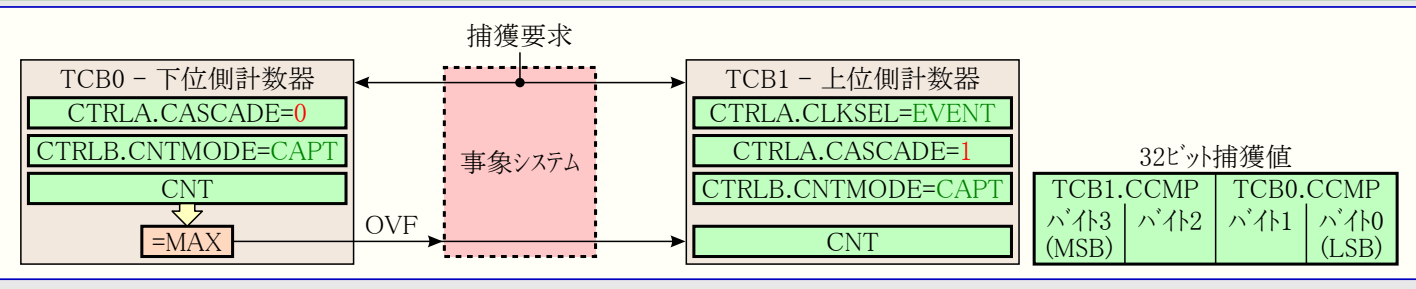 捕獲要求
TCB0 - 下位側計数器
CTRLA.CASCADE=0
CTRLB.CNTMODE=CAPT
CNT
=MAX
OVF
事象ｼｽﾃﾑ
TCB1 - 上位側計数器
CTRLA.CLKSEL=EVENT
CTRLA.CASCADE=1
CTRLB.CNTMODE=CAPT
CNT
32ﾋﾞｯﾄ捕獲値
TCB1.CCMP TCB0.CCMP
ﾊﾞｲﾄ3 ﾊﾞｲﾄ2 ﾊﾞｲﾄ1 ﾊﾞｲﾄ0
(MSB) (LSB)